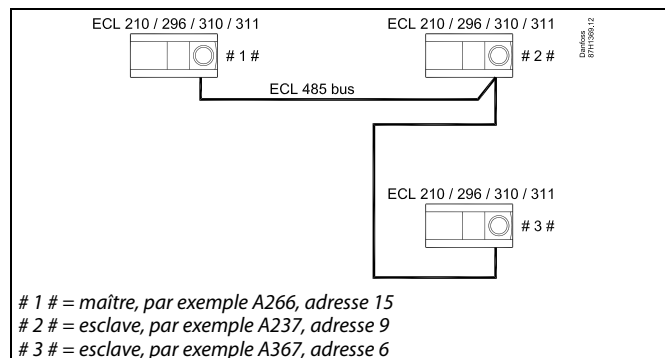 ECL 210 / 296 / 310 / 311
# 1 #
ECL 210 / 296 / 310 / 311
# 2 #
Danfoss
87H1369.12
ECL 485 bus
ECL 210 / 296 / 310 / 311
# 3 #
# 1 # = maître, par exemple A266, adresse 15
# 2 # = esclave, par exemple A237, adresse 9
# 3 # = esclave, par exemple A367, adresse 6